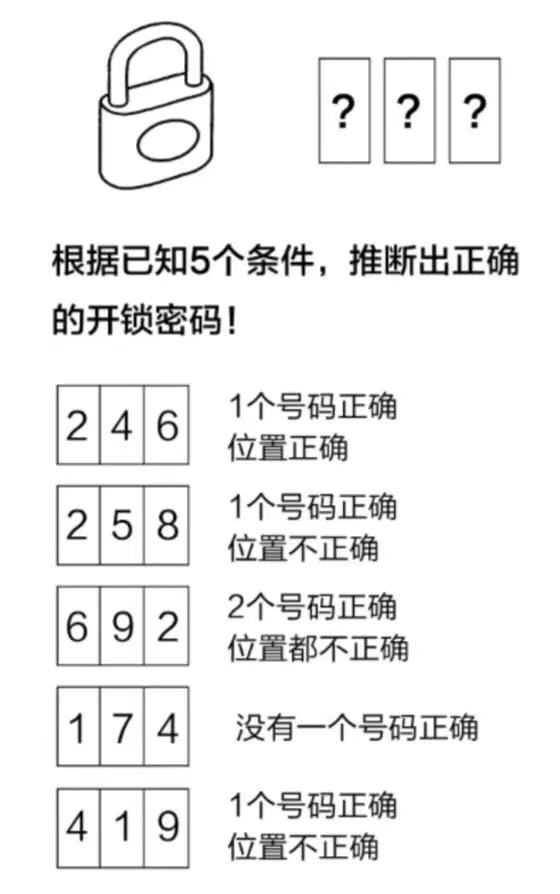 ? ? ?
根据已知5个条件，推断出正确
的开锁密码！
2 4 6 1个号码正确
位置正确
2 5 8 1个号码正确
位置不正确
6 9 2 2个号码正确
位置都不正确
1 7 4 没有一个号码正确
4 1 9 1个号码正确
位置不正确